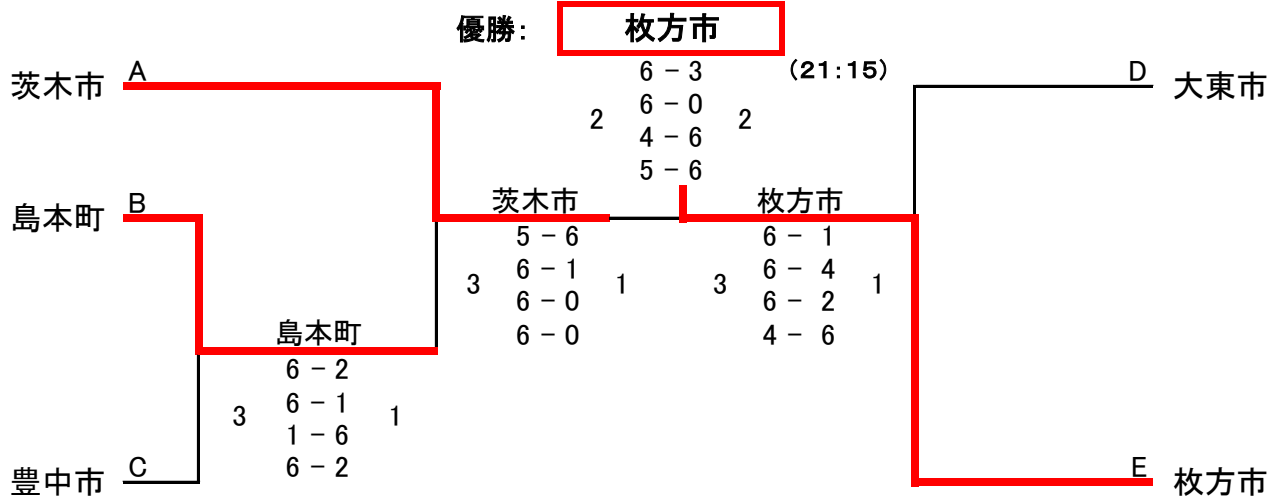 優勝： 枚方市
(21:15)
6 － 3
6 － 0
4 － 6
5 － 6
2
2
茨木市 A
D 大東市
島本町 B
茨木市
5 － 6
6 － 1
6 － 0
6 － 0
3
1
枚方市
6 － 1
6 － 4
6 － 2
4 － 6
3
1
島本町
6 － 2
6 － 1
1 － 6
6 － 2
3
1
豊中市 C
E 枚方市